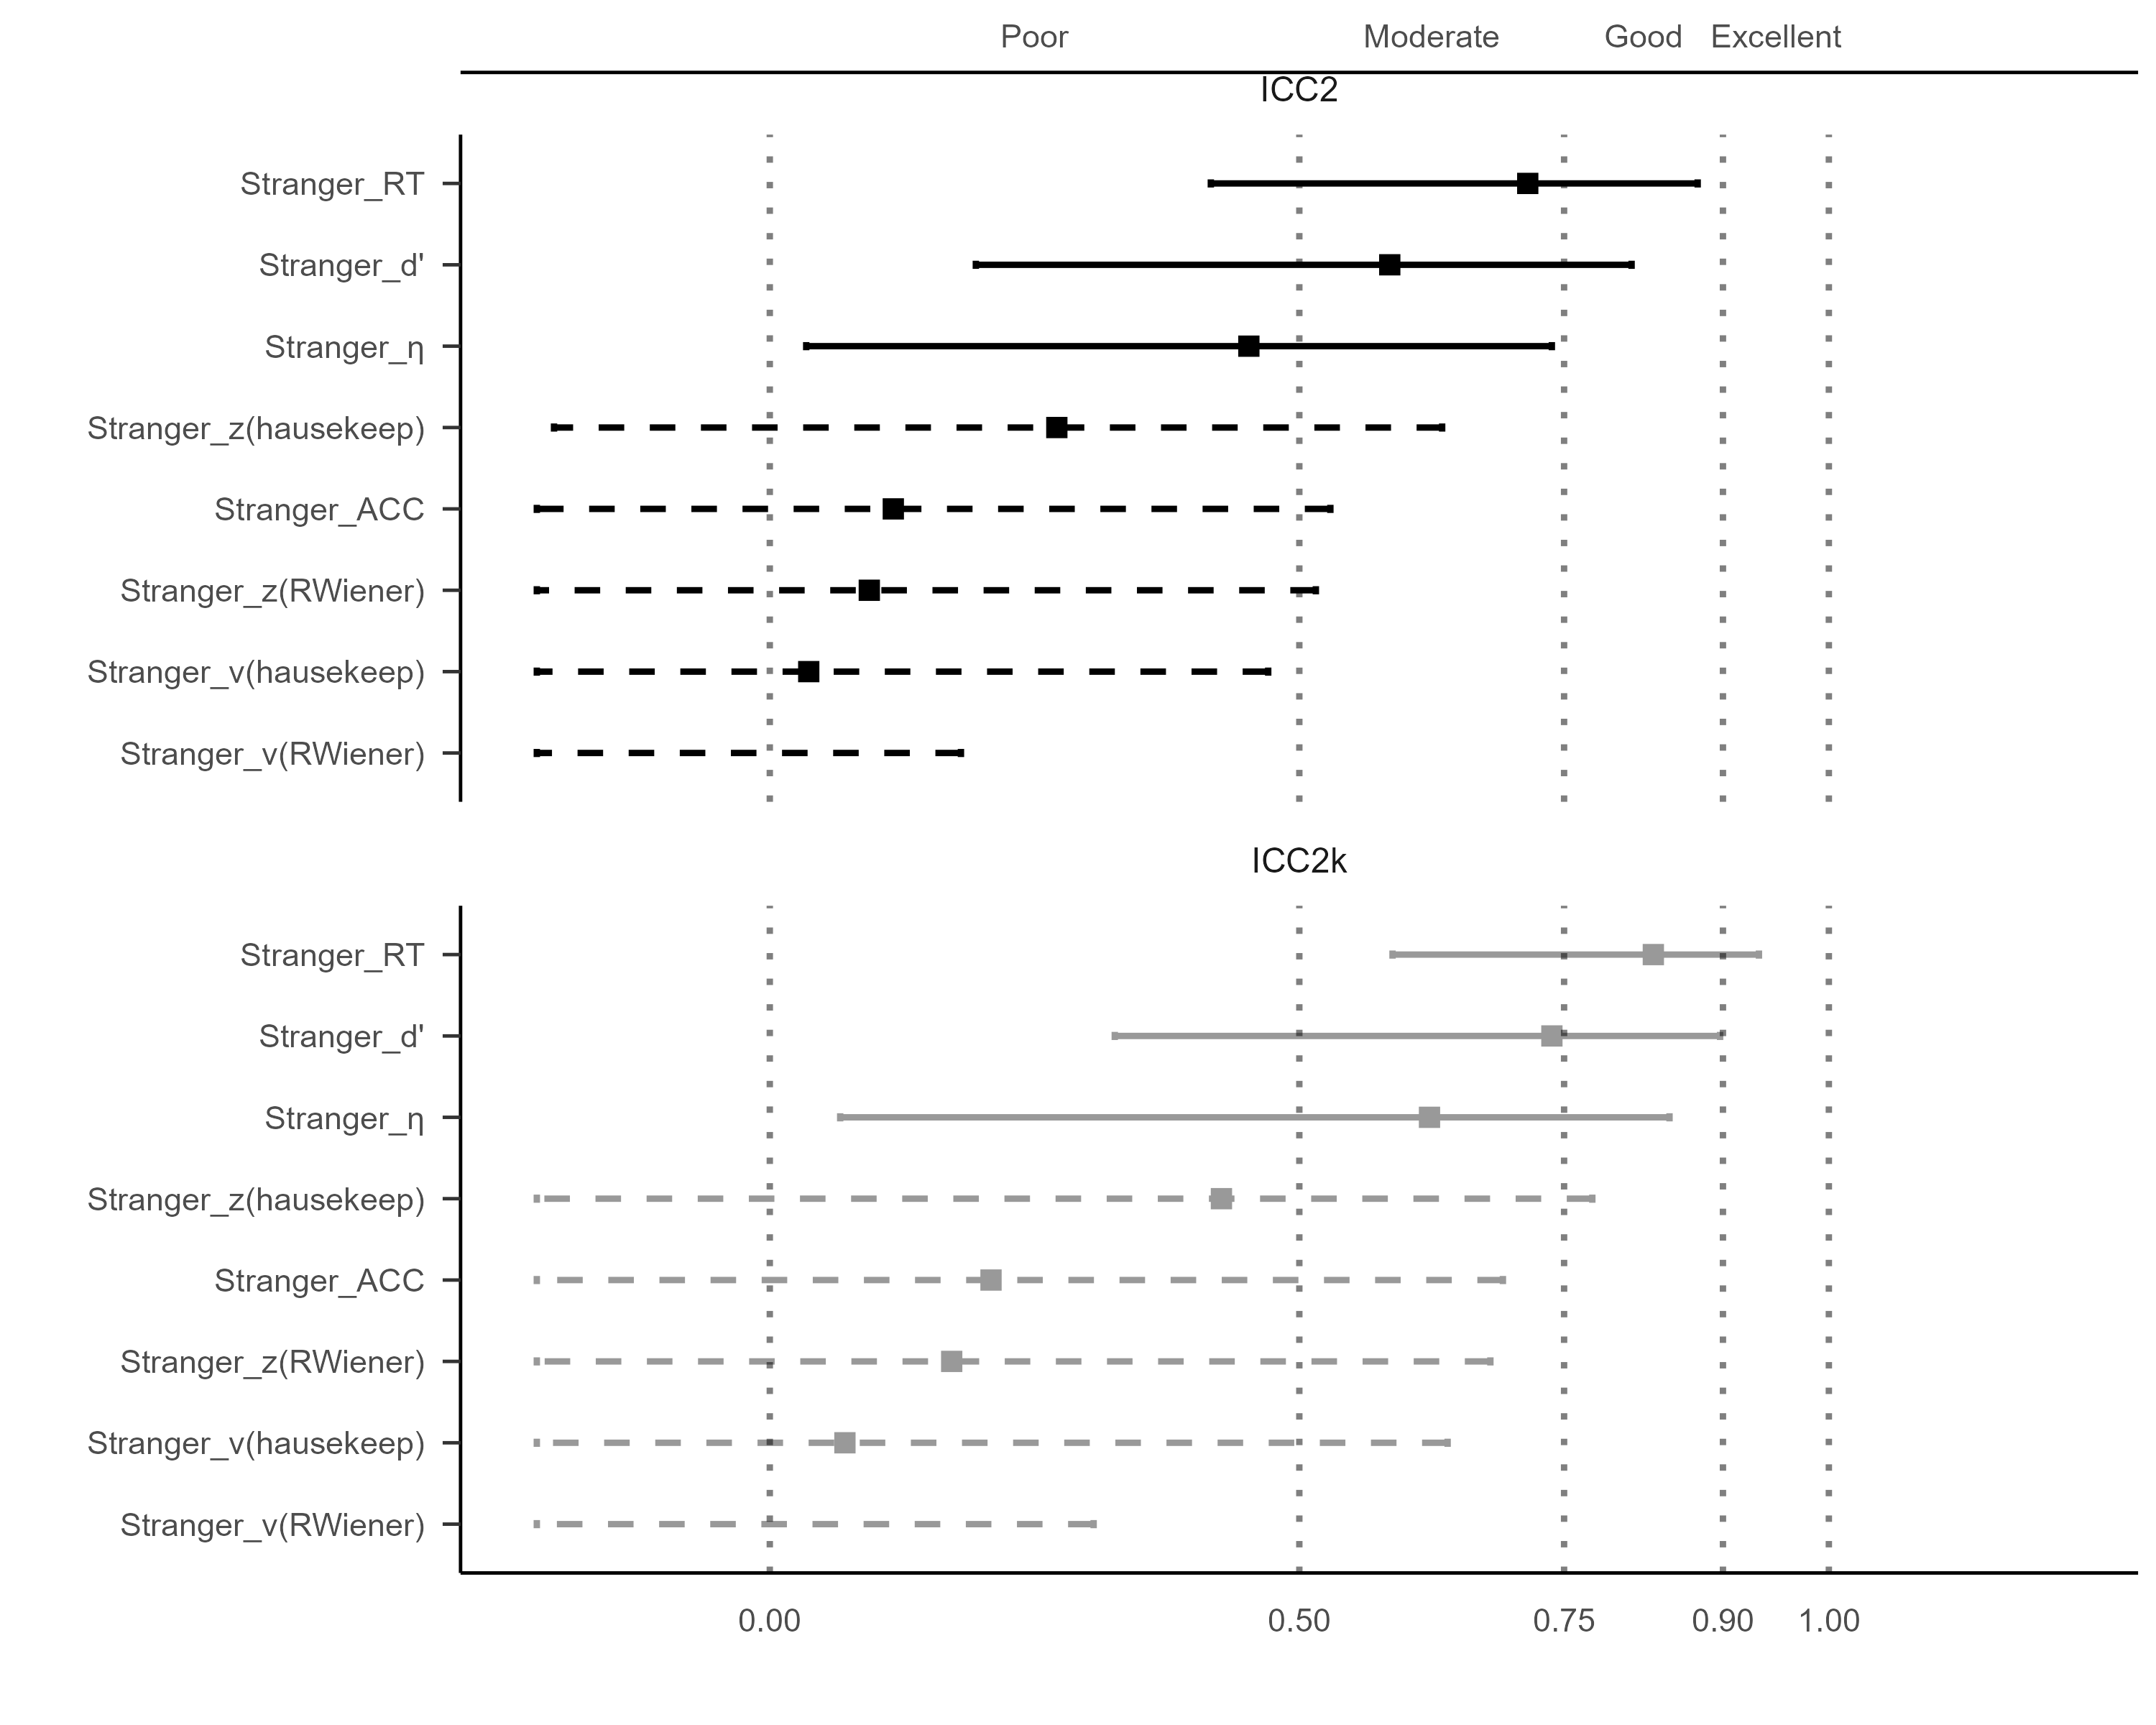 Poor Moderate Good Excellent
ICC2
Stranger_RT
Stranger_d'
Stranger_η
Stranger_z(hausekeep)
Stranger_ACC
Stranger_z(RWiener)
Stranger_v(hausekeep)
Stranger_v(RWiener)
ICC2k
Stranger_RT
Stranger_d'
Stranger_η
Stranger_z(hausekeep)
Stranger_ACC
Stranger_z(RWiener)
Stranger_v(hausekeep)
Stranger_v(RWiener)
0.00 0.50 0.75 0.90 1.00